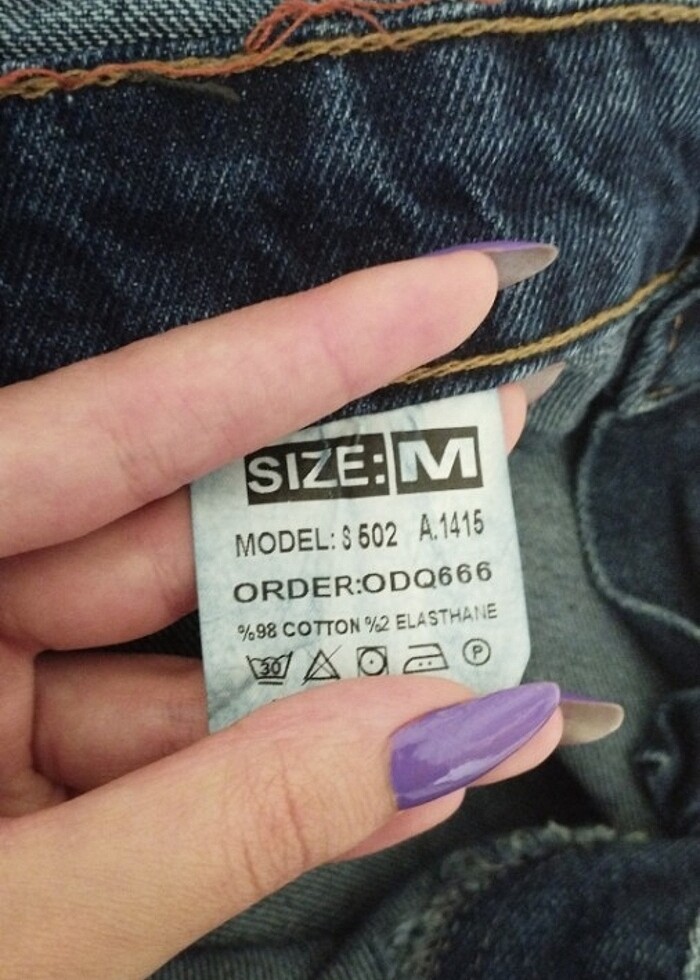 SIZE: M
MODEL: S 502 A.1415
ORDER:ODQ666
%98 COTTON %2 ELASTHANE
30 P